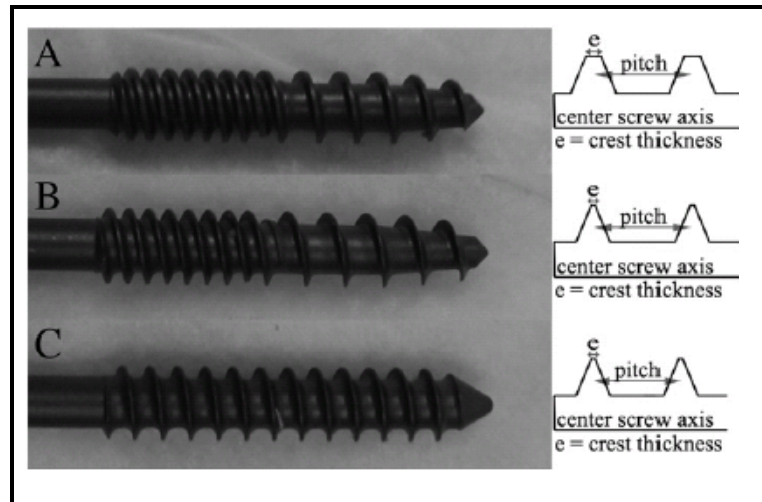 A
e
pitch
center screw axis
e = crest thickness
B
e
pitch
center screw axis
e = crest thickness
C
e
pitch
center screw axis
e = crest thickness